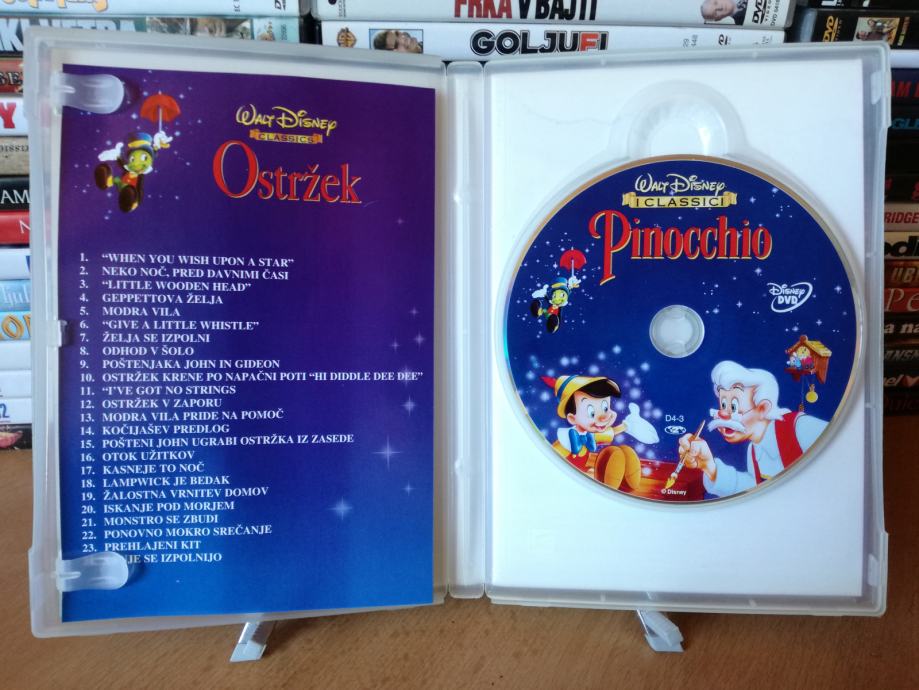 FRKA V BAJTI
GOLJUFI
WALT DISNEY
CLASSICS
Ostržek
1. "WHEN YOU WISH UPON A STAR"
2. NEKO NOČ, PRED DAVNIMI ČASI
3. "LITTLE WOODEN HEAD"
4. GEPPETTOVA ŽELJA
5. MODRA VILA
6. "GIVE A LITTLE WHISTLE"
7. ŽELJA SE IZPOLNI
8. ODHOD V ŠOLO
9. POŠTENJAKA JOHN IN GIDEON
10. OSTRŽEK KRENE PO NAPAČNI POTI "HI DIDDLE DEE DEE"
11. "I'VE GOT NO STRINGS
12. OSTRŽEK V ZAPORU
13. MODRA VILA PRIDE NA POMOČ
14. KOČIJAŠEV PREDLOG
15. POŠTENI JOHN UGRABI OSTRŽKA IZ ZASEDE
16. OTOK UŽITKOV
17. KASNEJE TO NOČ
18. LAMPWICK JE BEDAK
19. ŽALOSTNA VRNITEV DOMOV
20. ISKANJE POD MORJEM
21. MONSTRO SE ZBUDI
22. PONOVNO MOKRO SREČANJE
23. PREHLAJENI KIT
SE IZPOLNIJO
WALT DISNEY
I CLASSICI
Pinocchio
DISNEY
DVD
D4-3
© Disney